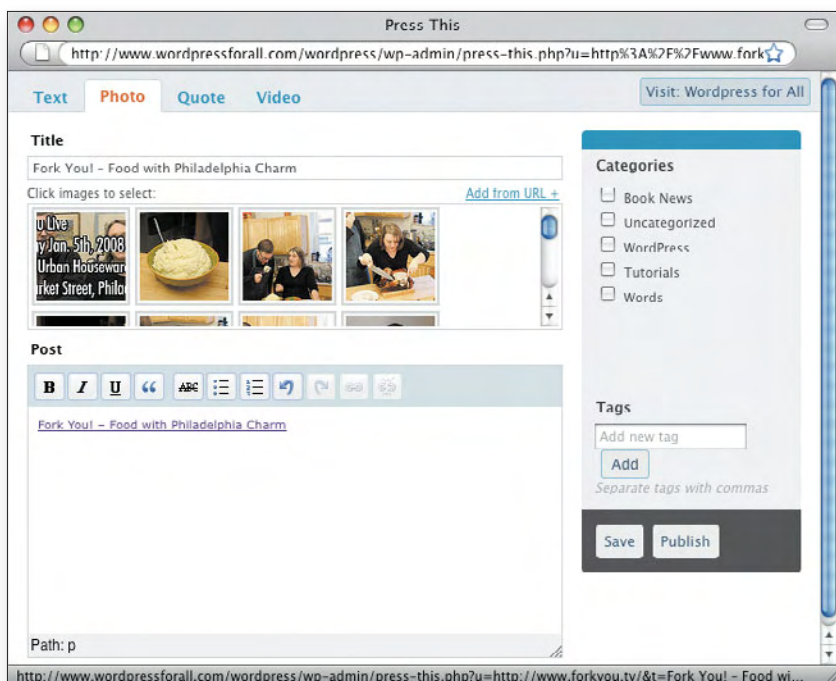 Press This
http://www.wordpressforall.com/wordpress/wp-admin/press-this.php?u=http%3A%2F%2Fwww.fork
Text Photo Quote Video
Visit: Wordpress for All
Title
Fork You! – Food with Philadelphia Charm
Click images to select: Add from URL +
u Live
y Jan. 5th, 2008
Urban Houseware
rket Street, Philad
Post
B I U “ ABC
Fork You! – Food with Philadelphia Charm
Path: p
Categories
Book News
Uncategorized
WordPress
Tutorials
Words
Tags
Add new tag
Add
Separate tags with commas
Save Publish
http://www.wordpressforall.com/wordpress/wp-admin/press-this.php?u=http://www.forkyou.tv/&t=Fork You! – Food wi...